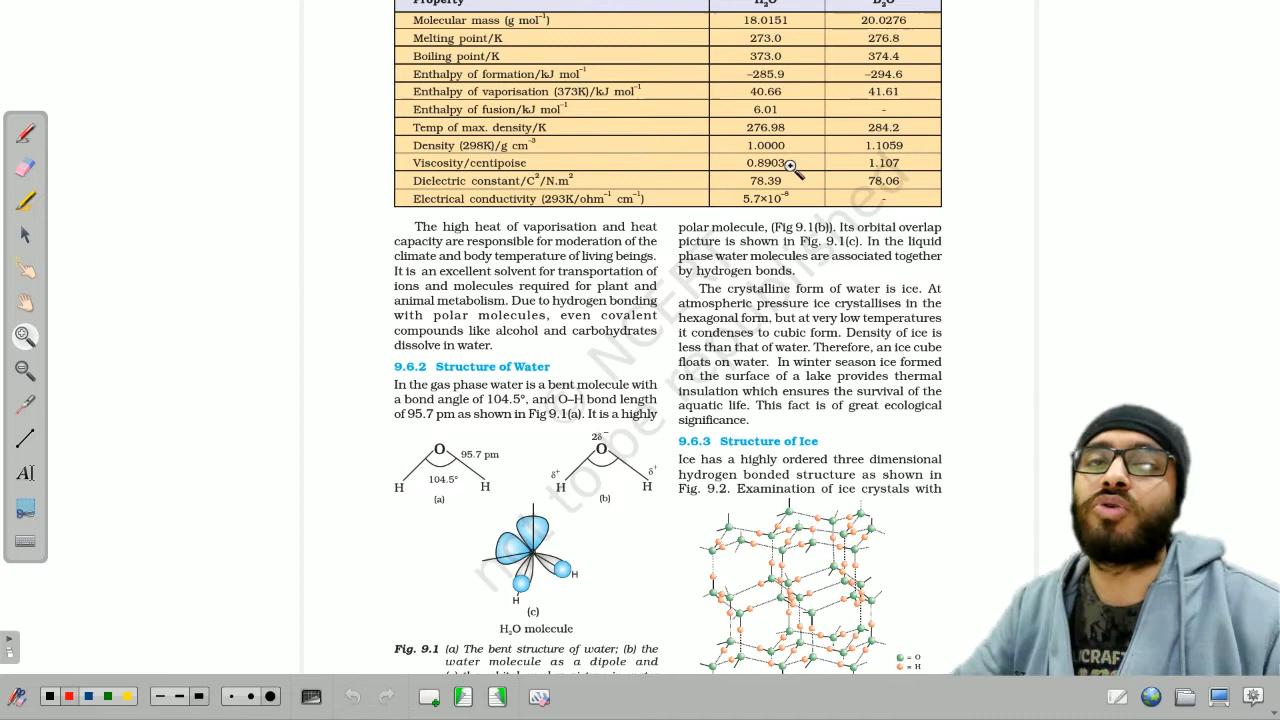 Property H₂O D₂O
Molecular mass (g mol⁻¹) 18.0151 20.0276
Melting point/K 273.0 276.8
Boiling point/K 373.0 374.4
Enthalpy of formation/kJ mol⁻¹ –285.9 –294.6
Enthalpy of vaporisation (373K)/kJ mol⁻¹ 40.66 41.61
Enthalpy of fusion/kJ mol⁻¹ 6.01 -
Temp of max. density/K 276.98 284.2
Density (298K)/g cm⁻³ 1.0000 1.1059
Viscosity/centipoise 0.8903 1.107
Dielectric constant/C²/N.m² 78.39 78.06
Electrical conductivity (293K/ohm⁻¹ cm⁻¹) 5.7×10⁻⁸ -
The high heat of vaporisation and heat
capacity are responsible for moderation of the
climate and body temperature of living beings.
It is an excellent solvent for transportation of
ions and molecules required for plant and
animal metabolism. Due to hydrogen bonding
with polar molecules, even covalent
compounds like alcohol and carbohydrates
dissolve in water.
9.6.2 Structure of Water
In the gas phase water is a bent molecule with
a bond angle of 104.5°, and O–H bond length
of 95.7 pm as shown in Fig 9.1(a). It is a highly
O 95.7 pm
104.5°
H H
(a)
2δ⁻
O
δ⁺ δ⁺
H H
(b)
H
H
(c)
H₂O molecule
Fig. 9.1 (a) The bent structure of water; (b) the
water molecule as a dipole and
polar molecule, (Fig 9.1(b)). Its orbital overlap
picture is shown in Fig. 9.1(c). In the liquid
phase water molecules are associated together
by hydrogen bonds.
The crystalline form of water is ice. At
atmospheric pressure ice crystallises in the
hexagonal form, but at very low temperatures
it condenses to cubic form. Density of ice is
less than that of water. Therefore, an ice cube
floats on water. In winter season ice formed
on the surface of a lake provides thermal
insulation which ensures the survival of the
aquatic life. This fact is of great ecological
significance.
9.6.3 Structure of Ice
Ice has a highly ordered three dimensional
hydrogen bonded structure as shown in
Fig. 9.2. Examination of ice crystals with
= O
= H
© NCERT
not to be republished